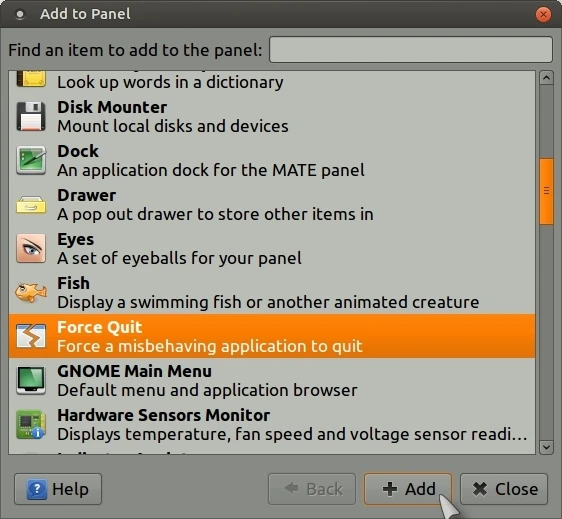 Add to Panel
Find an item to add to the panel:
Look up words in a dictionary
Disk Mounter
Mount local disks and devices
Dock
An application dock for the MATE panel
Drawer
A pop out drawer to store other items in
Eyes
A set of eyeballs for your panel
Fish
Display a swimming fish or another animated creature
Force Quit
Force a misbehaving application to quit
GNOME Main Menu
Default menu and application browser
Hardware Sensors Monitor
Displays temperature, fan speed and voltage sensor readi...
Help
Back
Add
Close